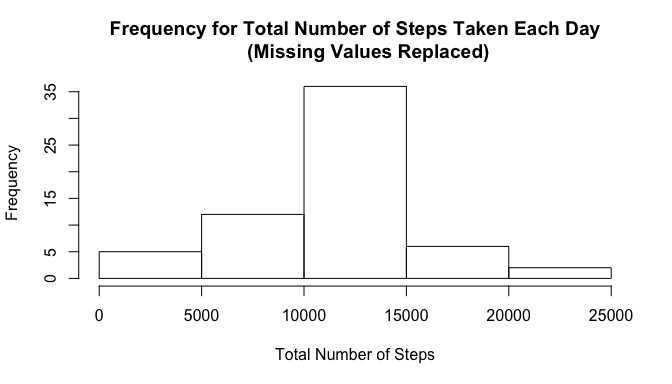 Frequency for Total Number of Steps Taken Each Day
(Missing Values Replaced)
Frequency
35
25
15
5
0
0 5000 10000 15000 20000 25000
Total Number of Steps